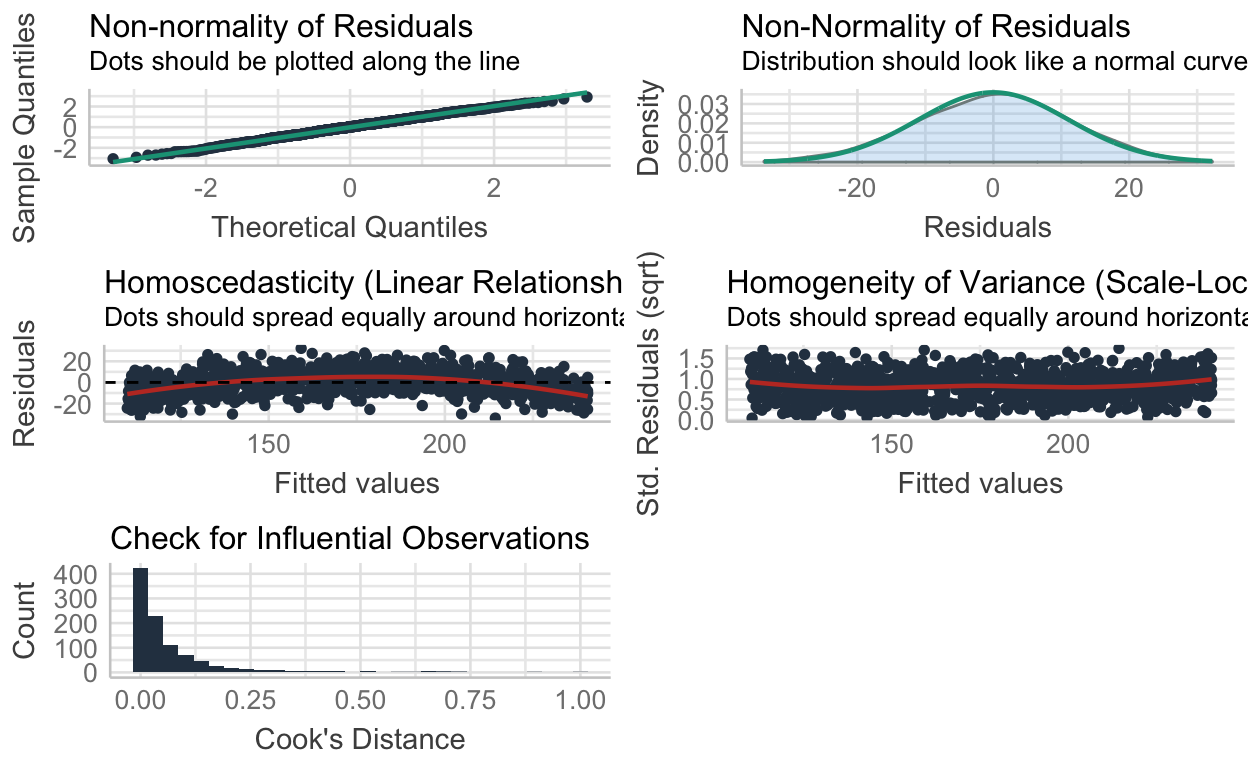 Non-normality of Residuals
Dots should be plotted along the line
Sample Quantiles
2
0
-2
-2 0 2
Theoretical Quantiles
Non-Normality of Residuals
Distribution should look like a normal curve
Density
0.03
0.02
0.01
0.00
-20 0 20
Residuals
Homoscedasticity (Linear Relationsh
Dots should spread equally around horizonta
Residuals
20
0
-20
150 200
Fitted values
Homogeneity of Variance (Scale-Loc
Dots should spread equally around horizonta
Std. Residuals (sqrt)
1.5
1.0
0.5
0.0
150 200
Fitted values
Check for Influential Observations
Count
400
300
200
100
0
0.00 0.25 0.50 0.75 1.00
Cook's Distance